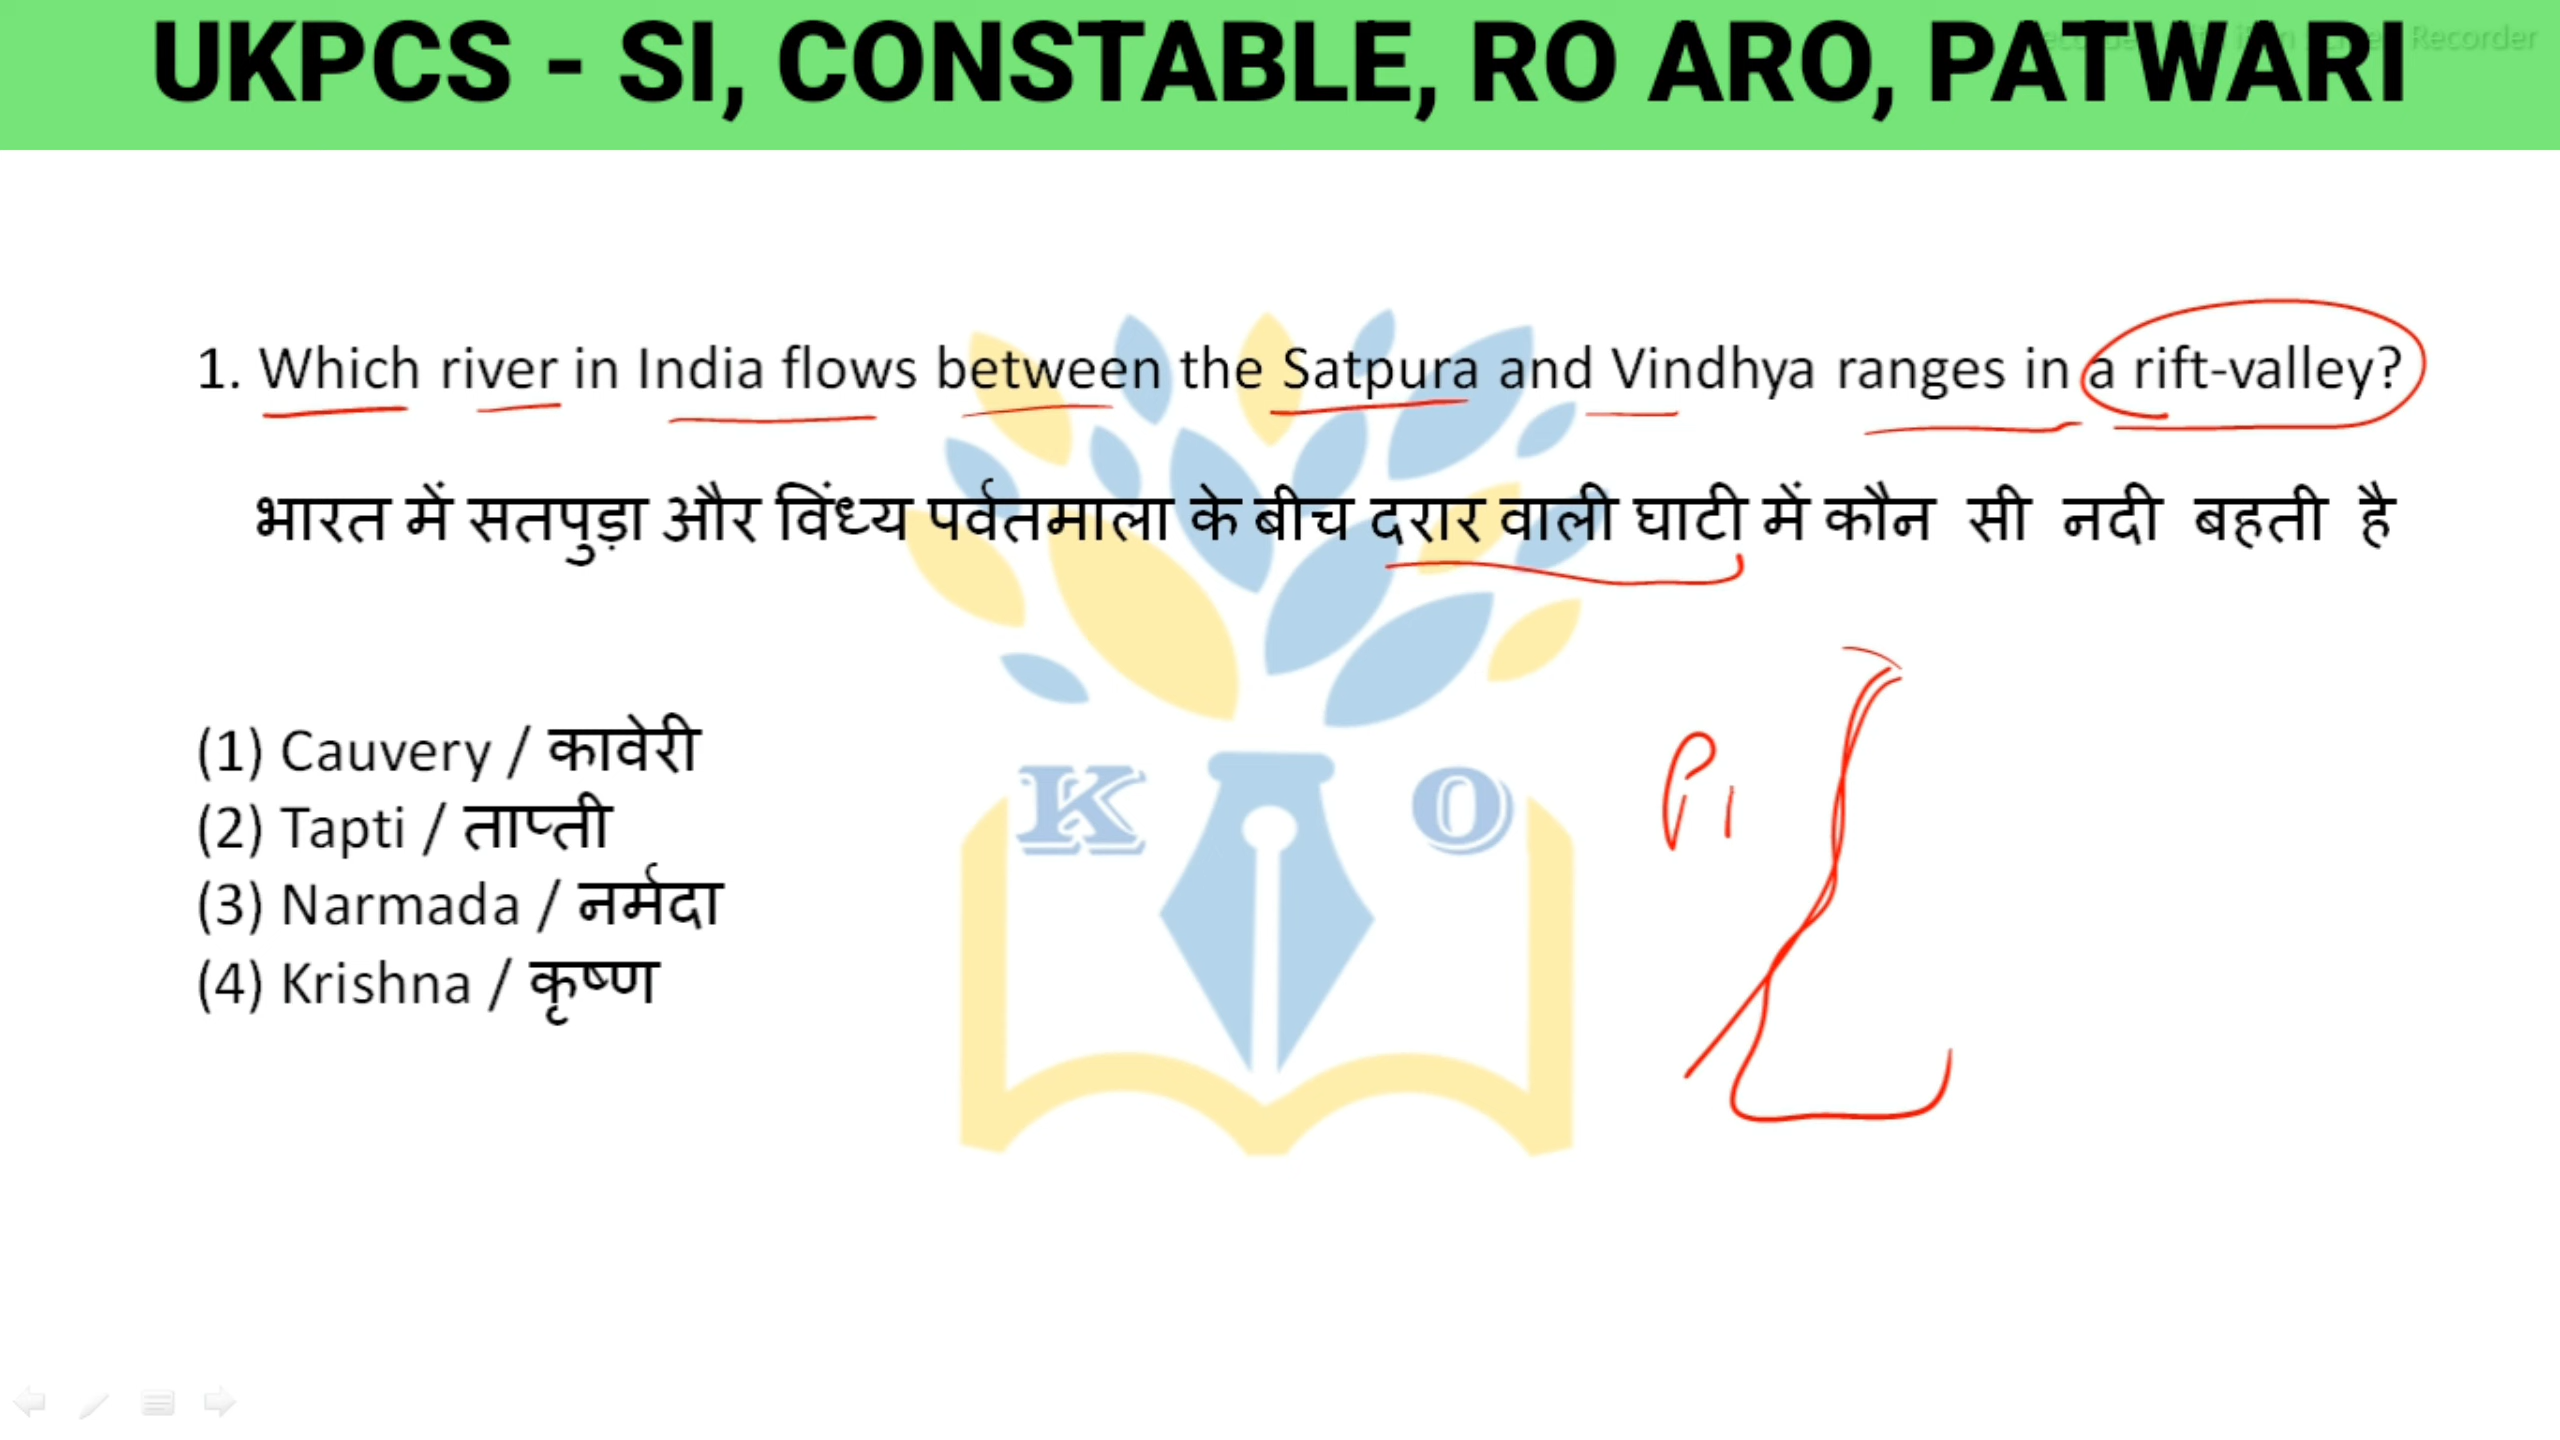 UKPCS - SI, CONSTABLE, RO ARO, PATWARI
1. Which river in India flows between the Satpura and Vindhya ranges in a rift-valley?
भारत में सतपुड़ा और विंध्य पर्वतमाला के बीच दरार वाली घाटी में कौन सी नदी बहती है
(1) Cauvery / कावेरी
(2) Tapti / ताप्ती
(3) Narmada / नर्मदा
(4) Krishna / कृष्ण
K O
P1